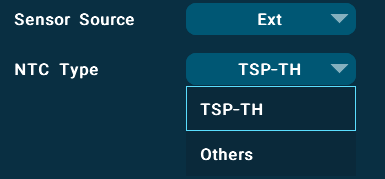 Sensor Source Ext
NTC Type TSP-TH
TSP-TH
Others